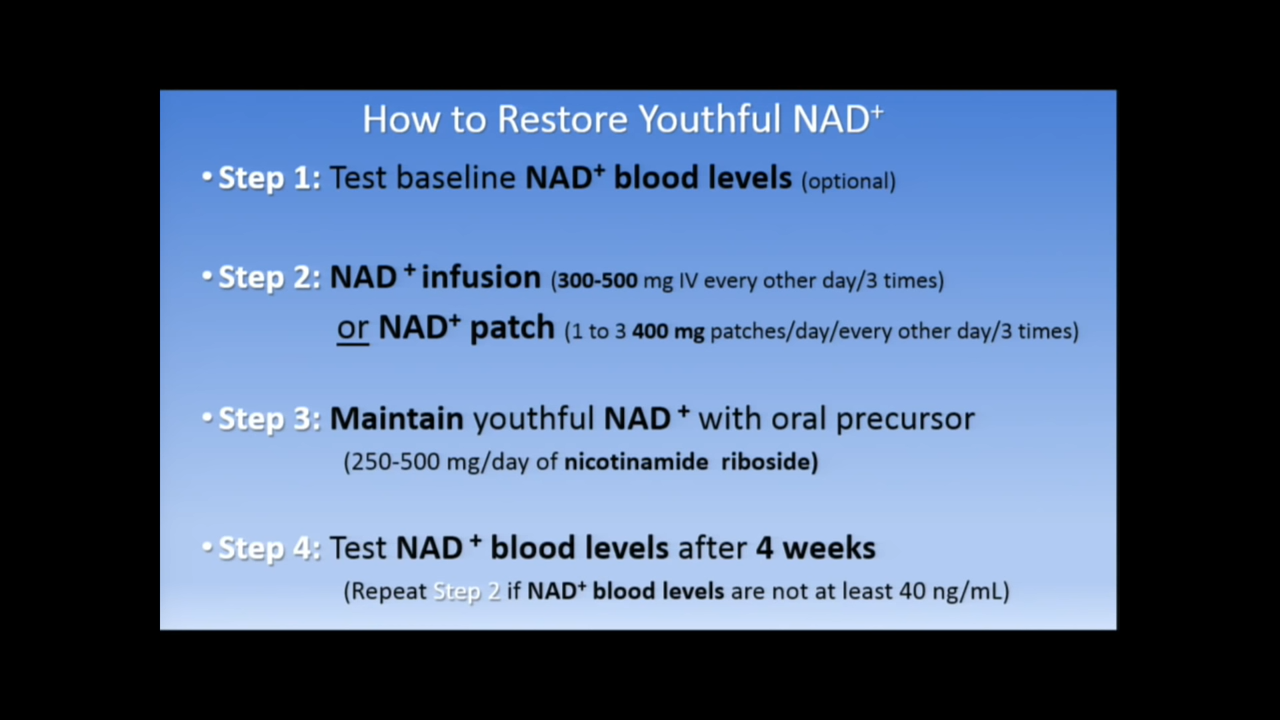 How to Restore Youthful NAD⁺
• Step 1: Test baseline NAD⁺ blood levels (optional)
• Step 2: NAD ⁺ infusion (300-500 mg IV every other day/3 times)
or NAD⁺ patch (1 to 3 400 mg patches/day/every other day/3 times)
• Step 3: Maintain youthful NAD ⁺ with oral precursor
(250-500 mg/day of nicotinamide riboside)
• Step 4: Test NAD ⁺ blood levels after 4 weeks
(Repeat Step 2 if NAD⁺ blood levels are not at least 40 ng/mL)